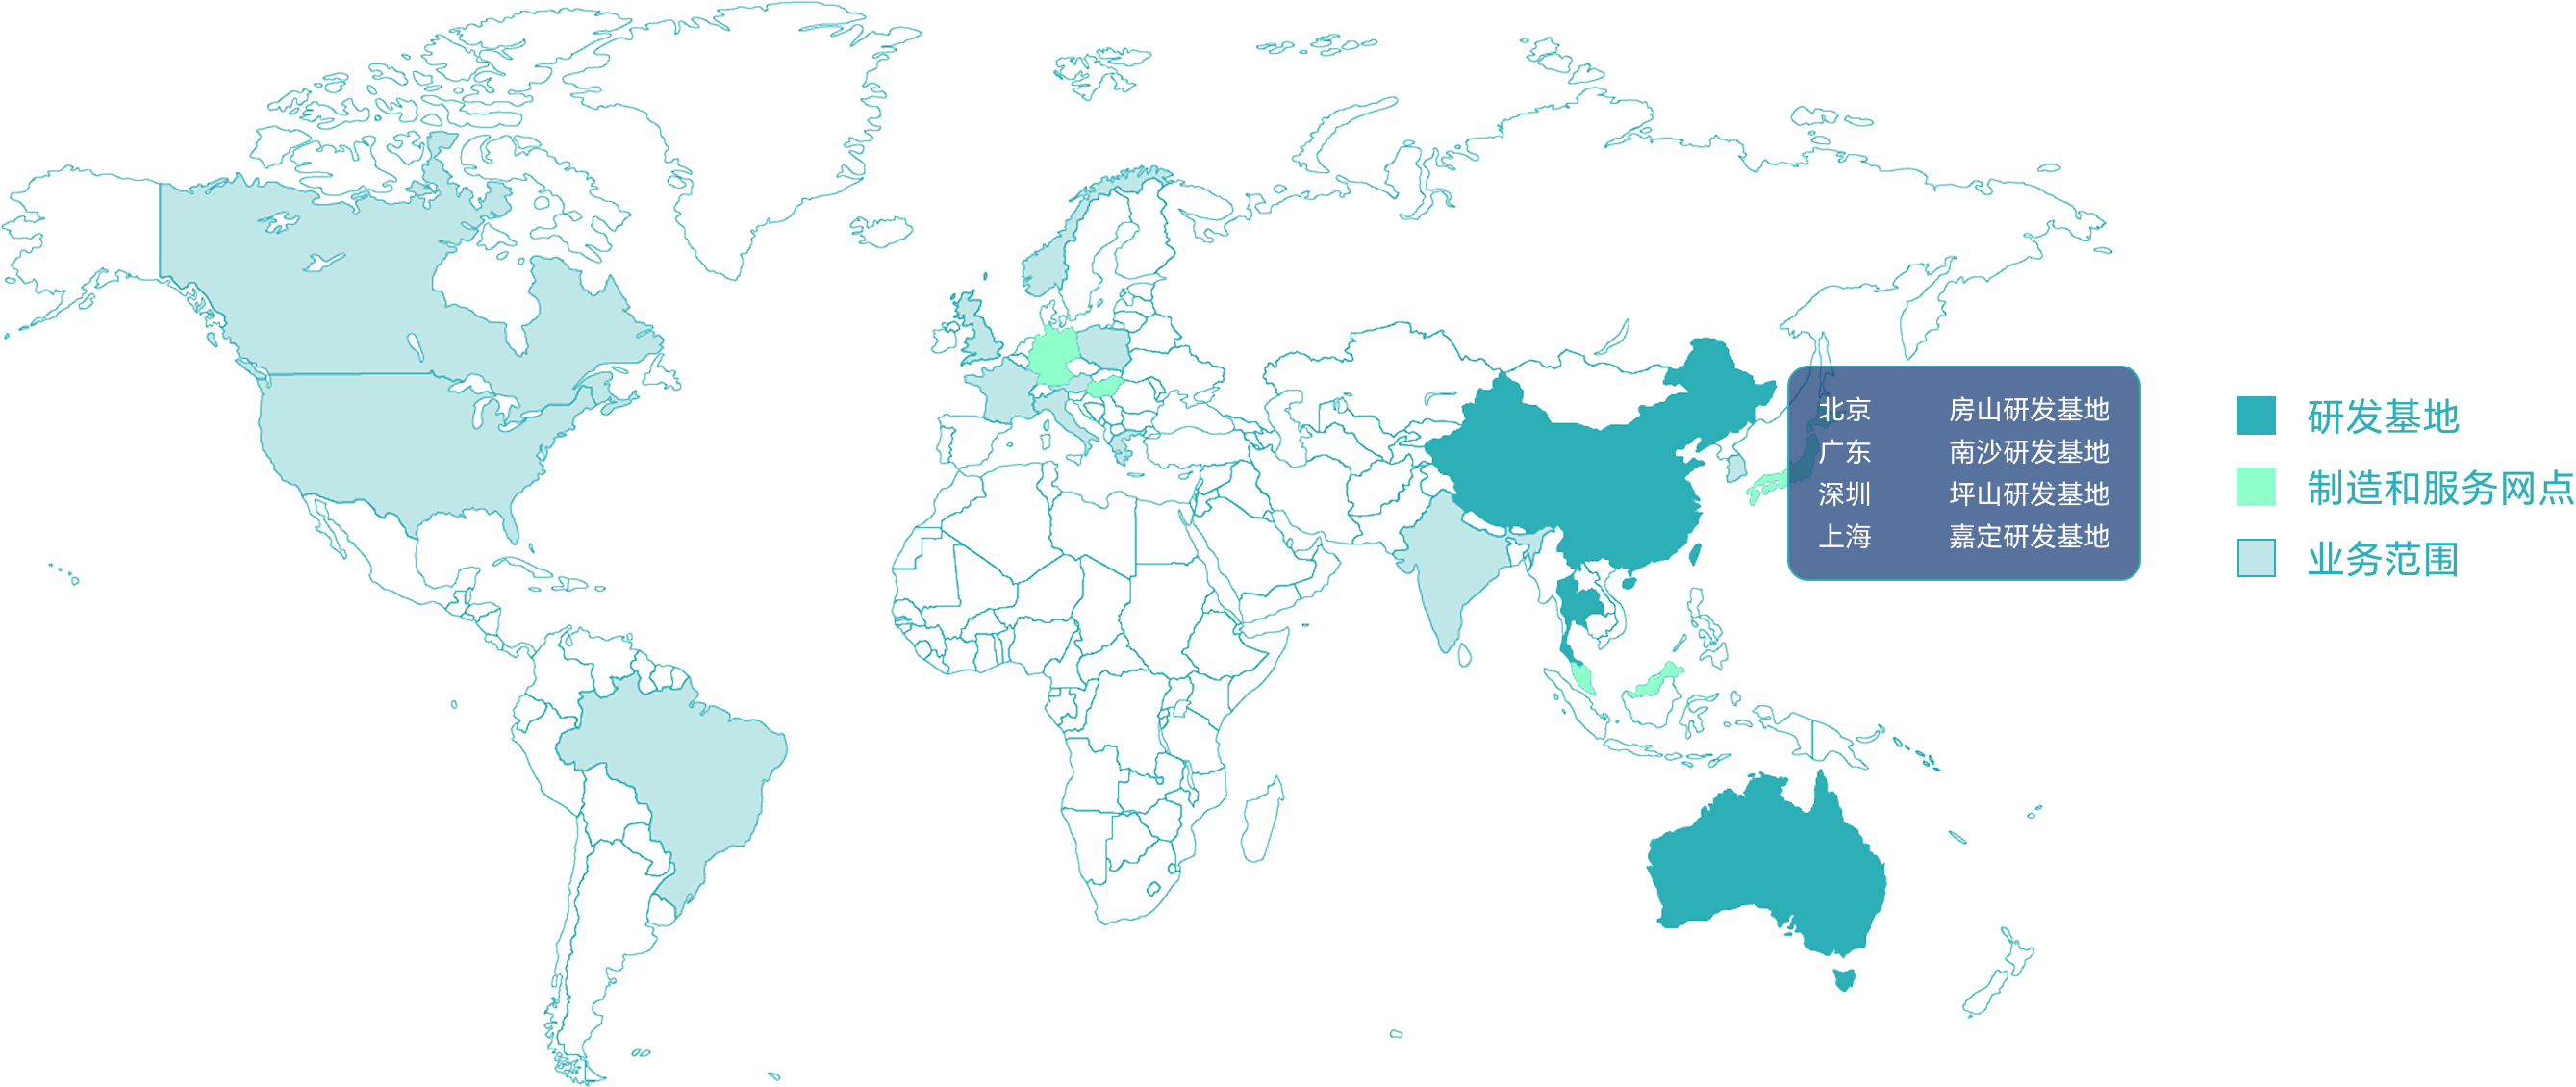 北京 房山研发基地
广东 南沙研发基地
深圳 坪山研发基地
上海 嘉定研发基地
研发基地
制造和服务网点
业务范围